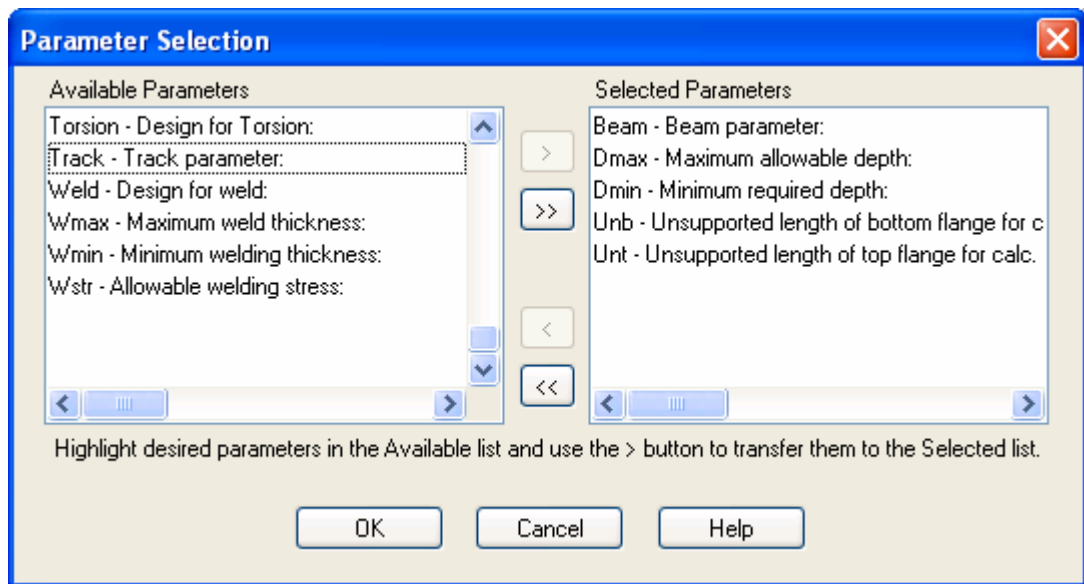 Parameter Selection
Available Parameters
Torsion - Design for Torsion:
Track - Track parameter:
Weld - Design for weld:
Wmax - Maximum weld thickness:
Wmin - Minimum welding thickness:
Wstr - Allowable welding stress:
>
>>
<
<<
Selected Parameters
Beam - Beam parameter:
Dmax - Maximum allowable depth:
Dmin - Minimum required depth:
Unb - Unsupported length of bottom flange for c
Unt - Unsupported length of top flange for calc.
Highlight desired parameters in the Available list and use the > button to transfer them to the Selected list.
OK
Cancel
Help